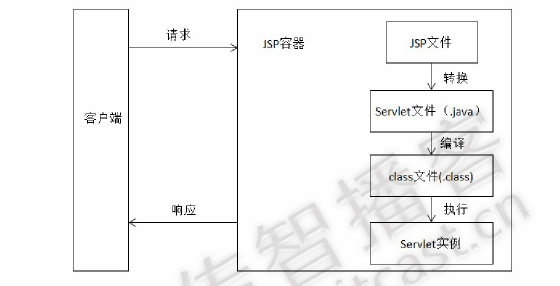 请求
JSP容器
JSP文件
转换
Servlet文件（.java）
客户端
编译
class文件(.class)
响应
执行
Servlet实例
传智播客
itcast.cn